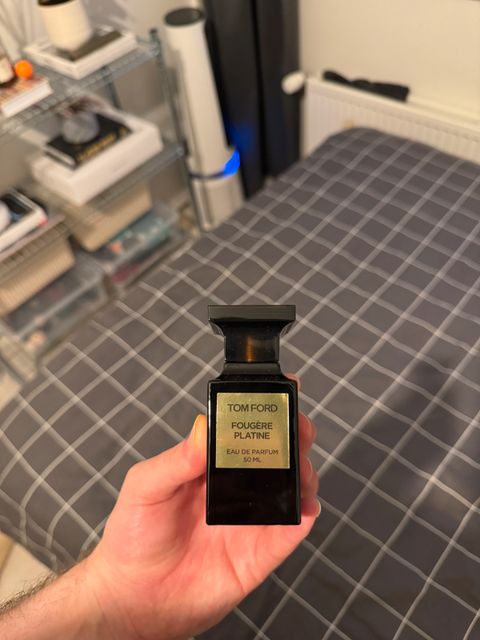 TOM FORD
FOUGÈRE
PLATINE
EAU DE PARFUM
50 ML